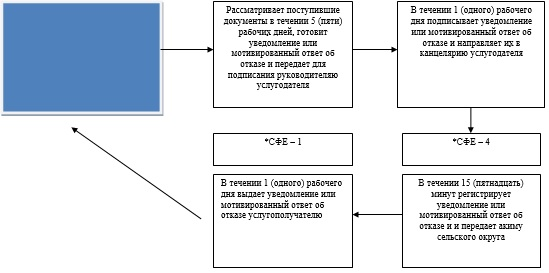 Рассматривает поступившие
документы в течении 5 (пяти)
рабочих дней, готовит
уведомление или
мотивированный ответ об
отказе и передает для
подписания руководителяю
услугодателя
В течении 1 (одного) рабочего
дня подписывает уведомление
или мотивированный ответ об
отказе и направляет их в
канцелярию услугодателя
*СФЕ – 1
*СФЕ – 4
В течении 1 (одного) рабочего
дня выдает уведомление или
мотивированный ответ об
отказе услугополучателю
В течении 15 (пятнадцать)
минут регистрирует
уведомление или
мотивированный ответ об
отказе и и передает акиму
сельского округа